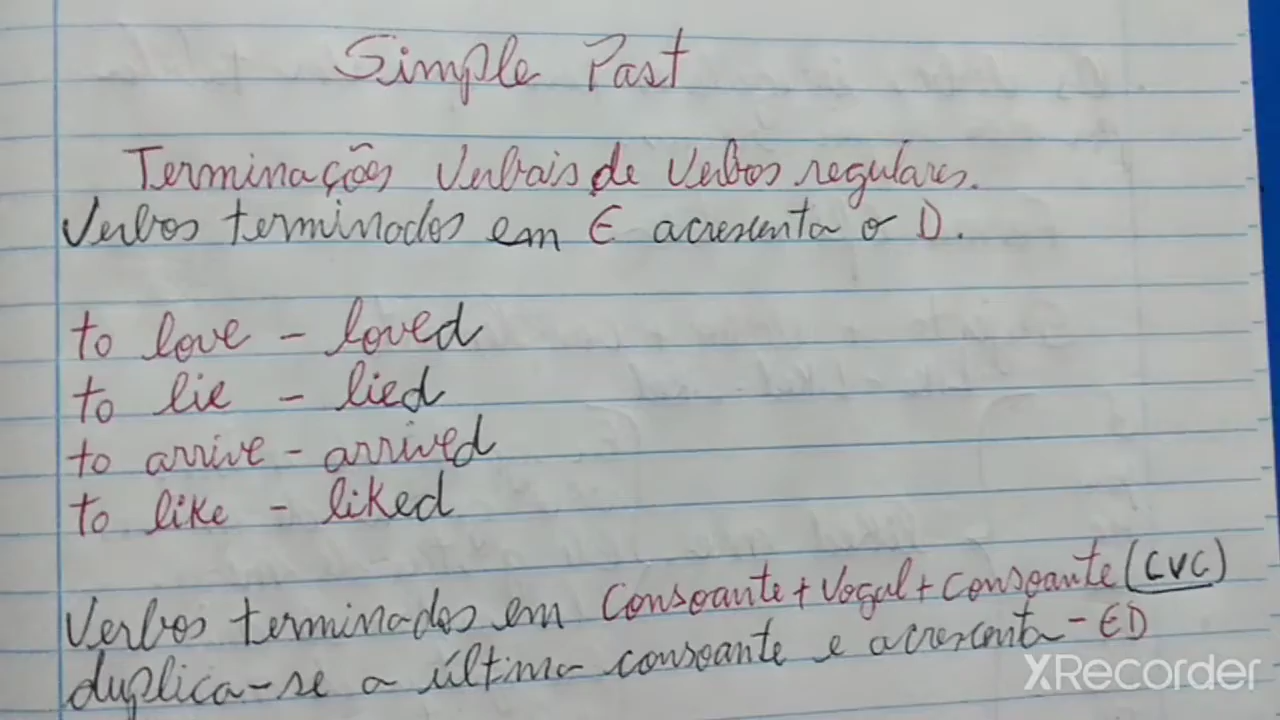 Simple Past
Terminações Verbais de Verbos regulares.
Verbos terminados em E acrescenta o D.
to love - loved
to lie - lied
to arrive - arrived
to like - liked
Verbos terminados em Consoante + Vogal + Consoante (CVC)
duplica-se a última consoante e acrescenta - ED
XRecorder